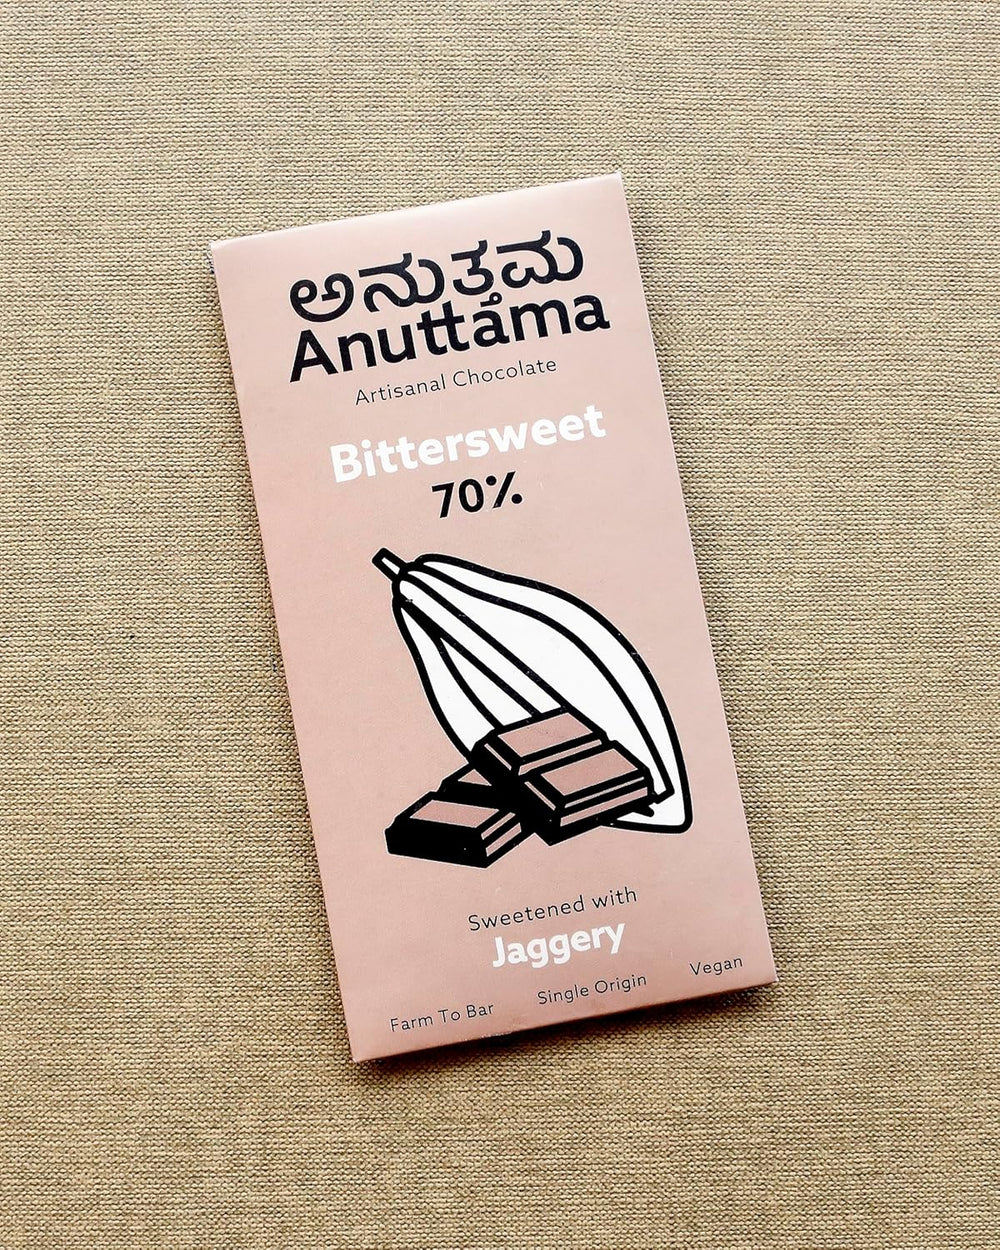 ಅನುತ್ತಮ
Anuttama
Artisanal Chocolate
Bittersweet
70%
Sweetened with
Jaggery
Farm To Bar Single Origin Vegan